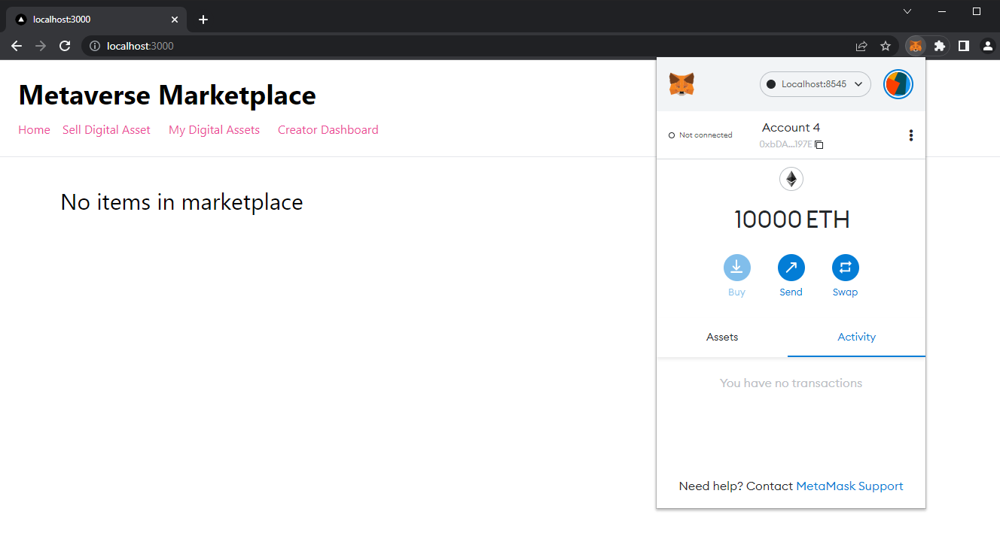 localhost:3000
localhost:3000
Metaverse Marketplace
Home Sell Digital Asset My Digital Assets Creator Dashboard
No items in marketplace
Localhost:8545
Not connected
Account 4
0xbDA...197E
10000 ETH
Buy Send Swap
Assets Activity
You have no transactions
Need help? Contact MetaMask Support